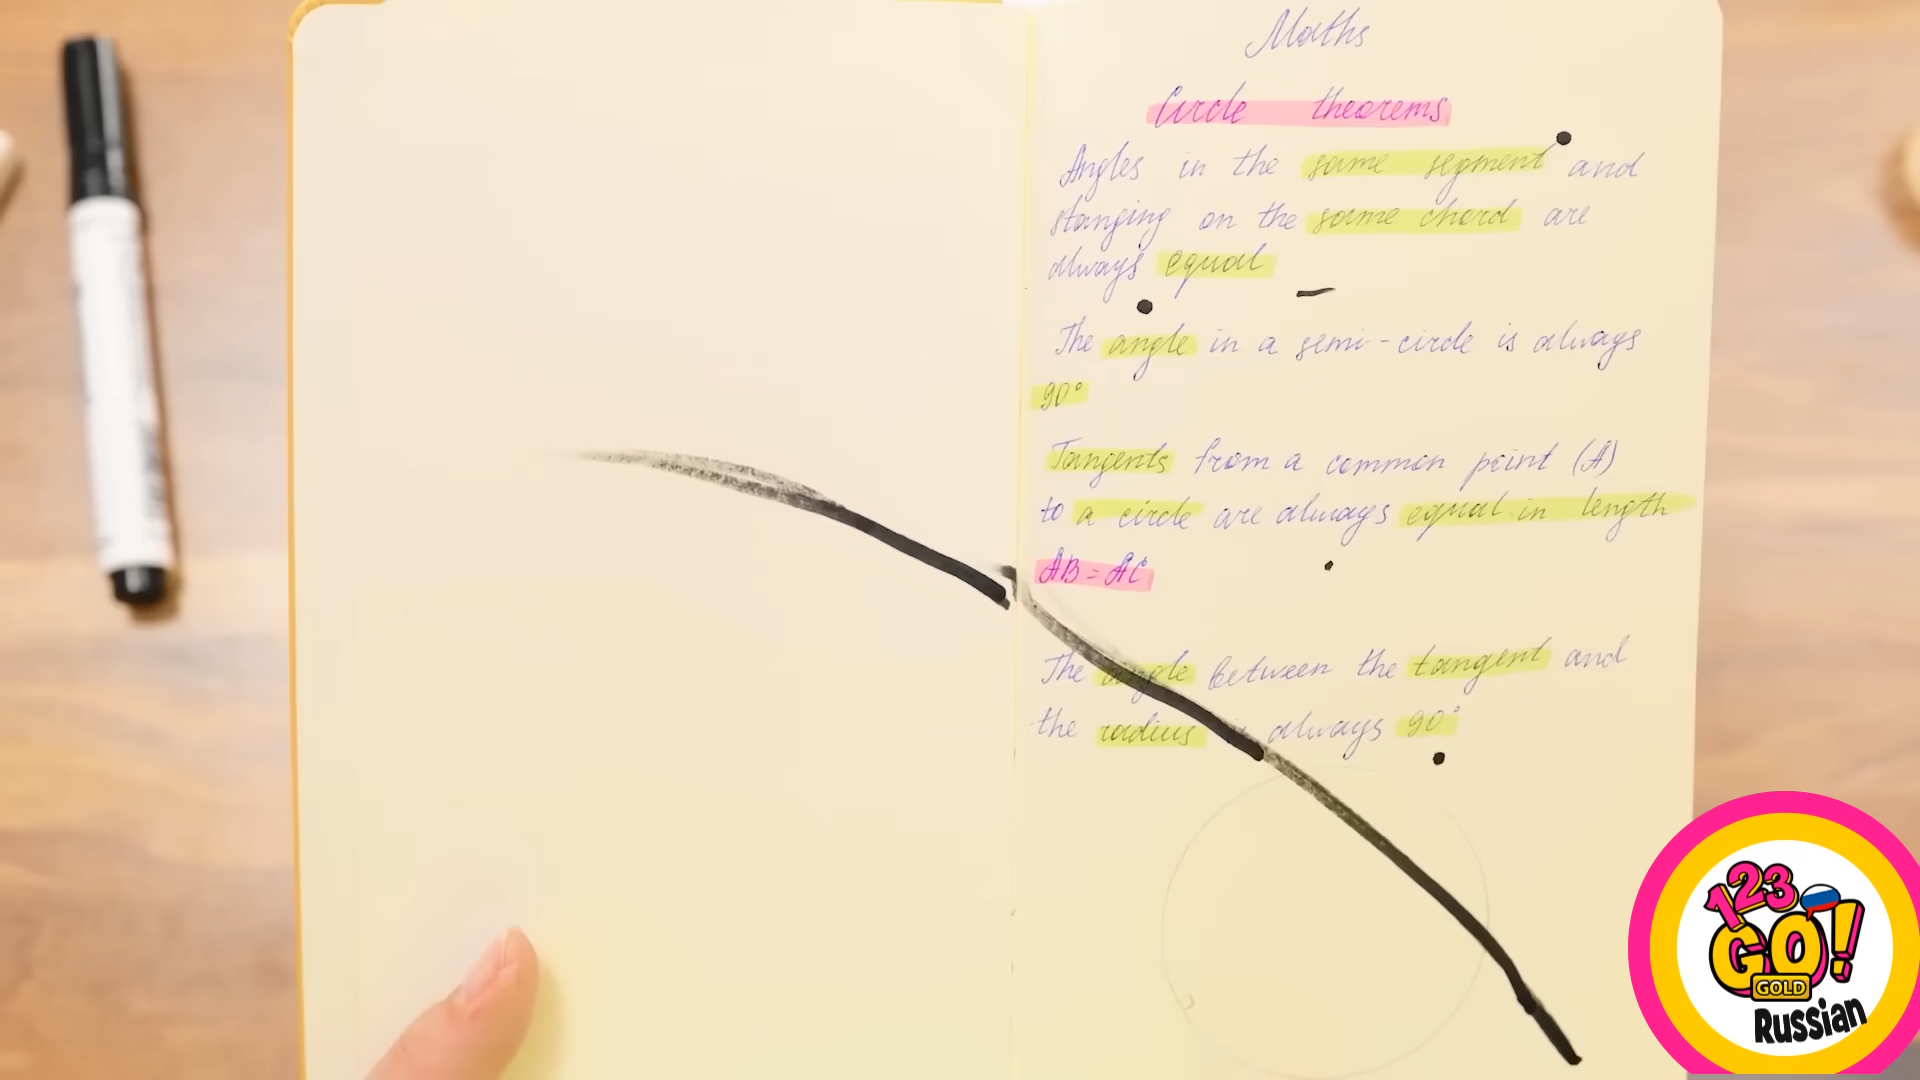 Maths
Circle theorems
Angles in the same segment and
stanging on the same chord are
always equal
The angle in a semi-circle is always
90°
Tangents from a common point (A)
to a circle are always equal in length
AB = AC
The angle between the tangent and
the radius is always 90°
123
GO!
GOLD
Russian